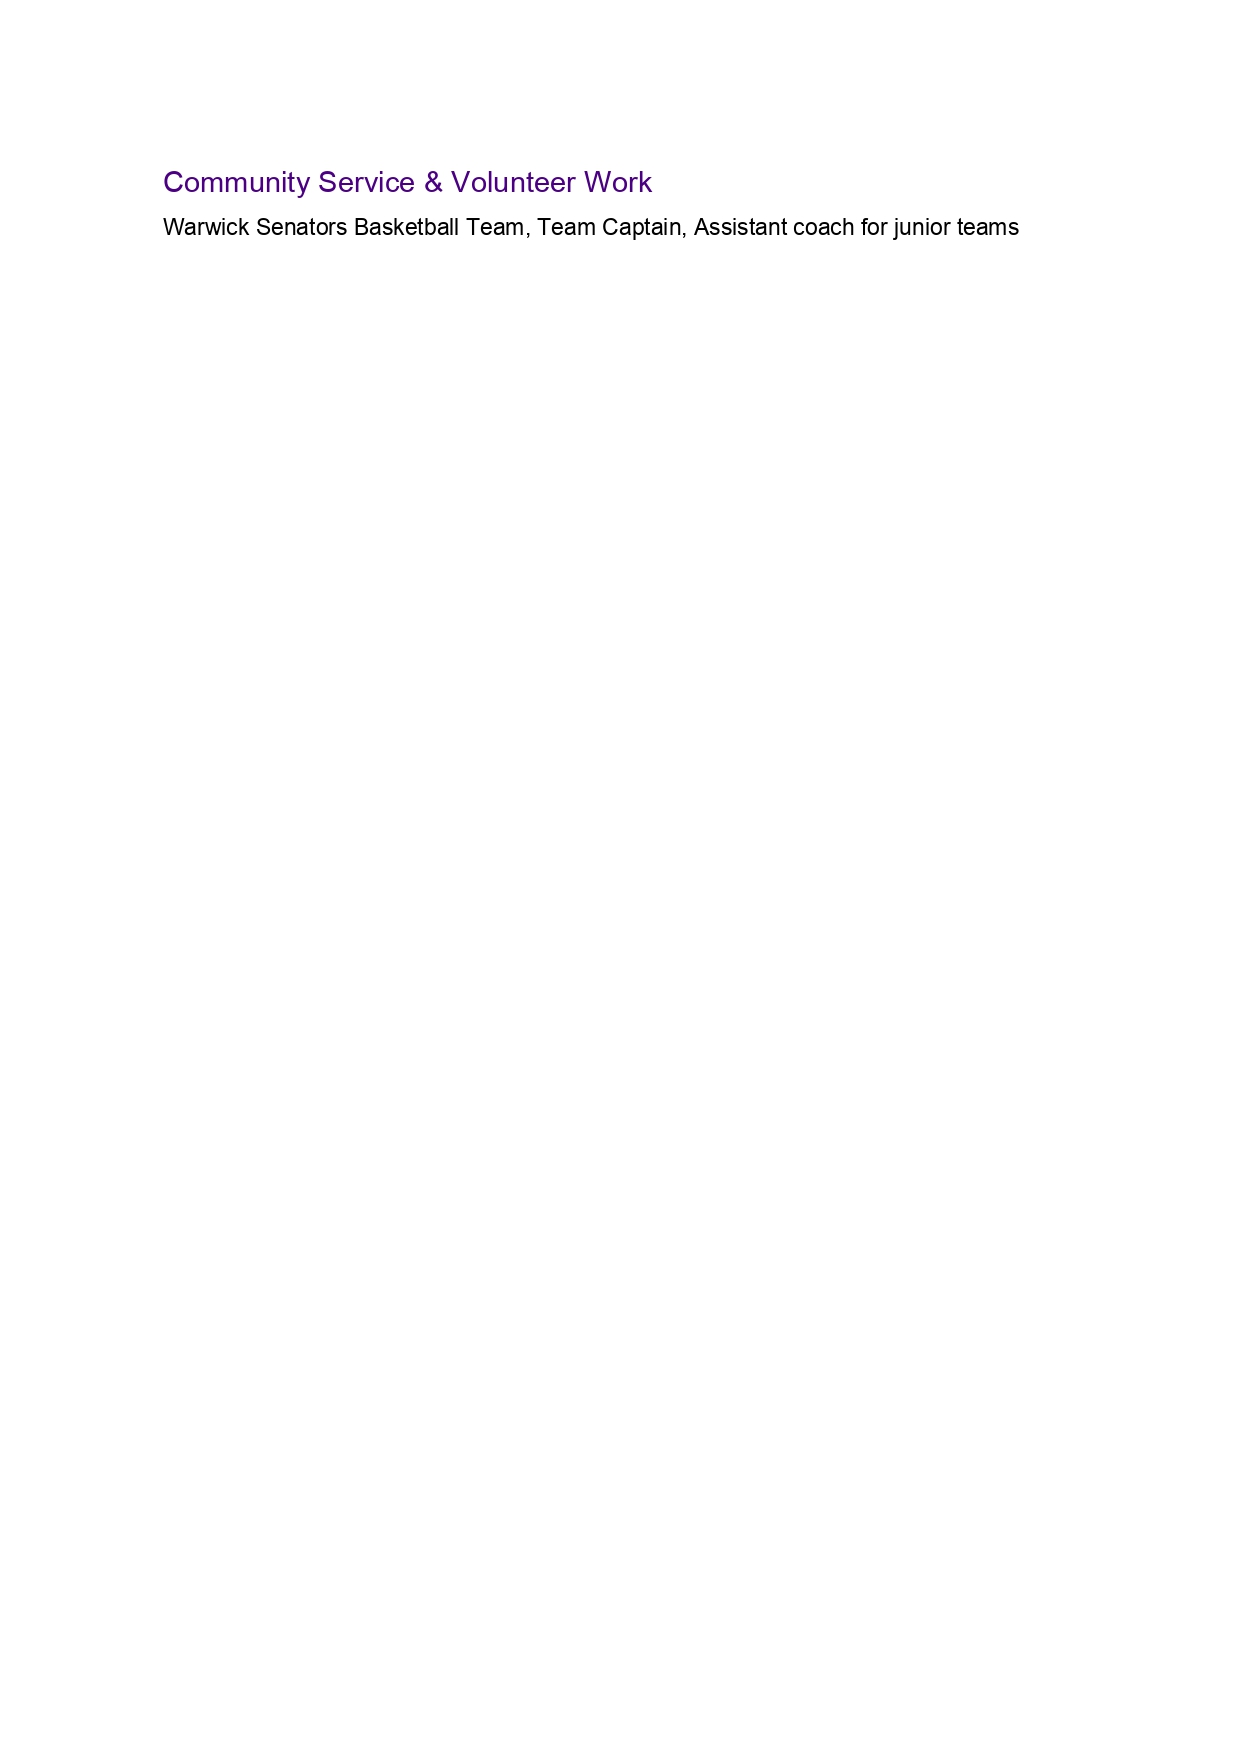 Community Service & Volunteer Work
Warwick Senators Basketball Team, Team Captain, Assistant coach for junior teams